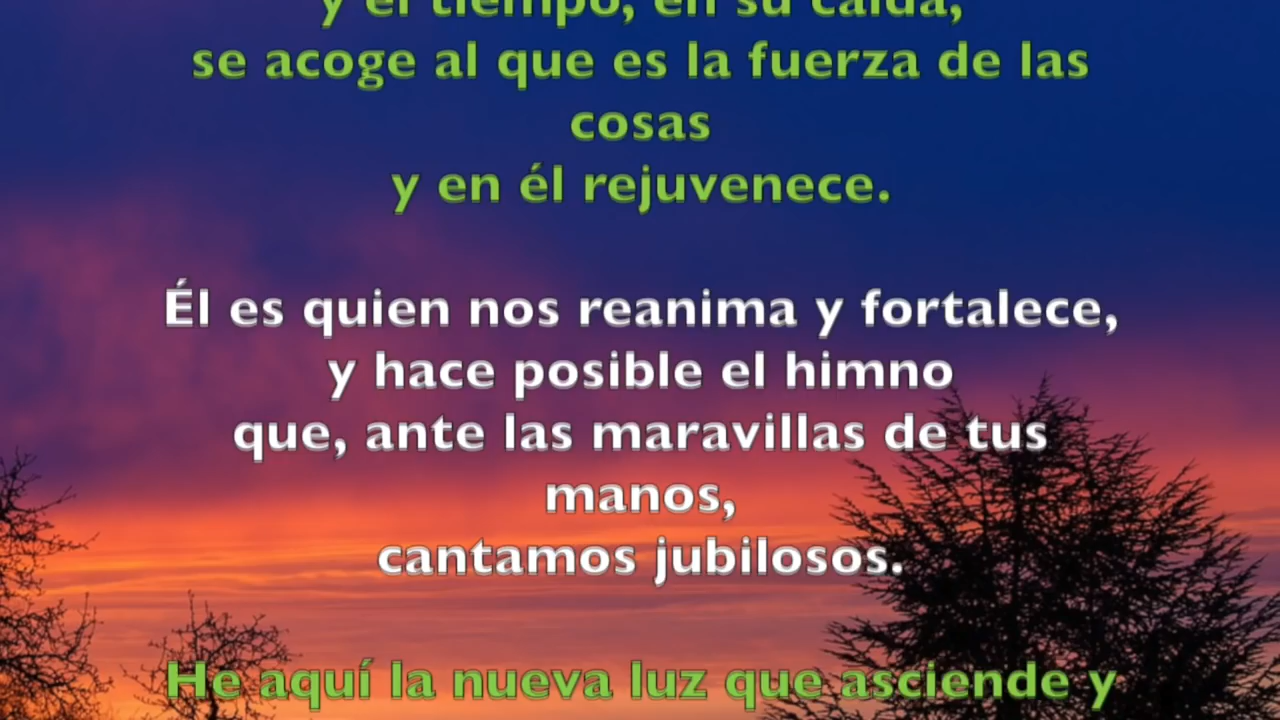 y el tiempo, en su caída,
se acoge al que es la fuerza de las
cosas
y en él rejuvenece.
Él es quien nos reanima y fortalece,
y hace posible el himno
que, ante las maravillas de tus
manos,
cantamos jubilosos.
He aquí la nueva luz que asciende y